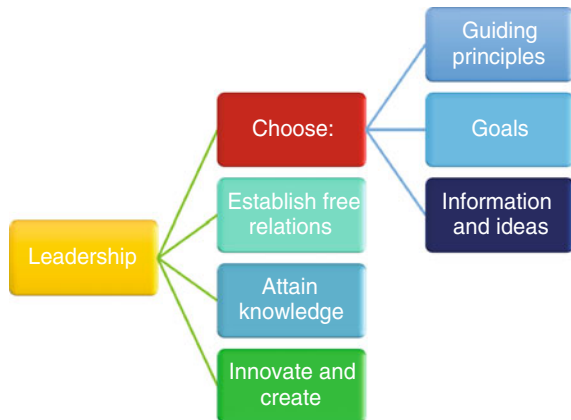 Leadership
Choose:
Guiding
principles
Goals
Information
and ideas
Establish free
relations
Attain
knowledge
Innovate and
create